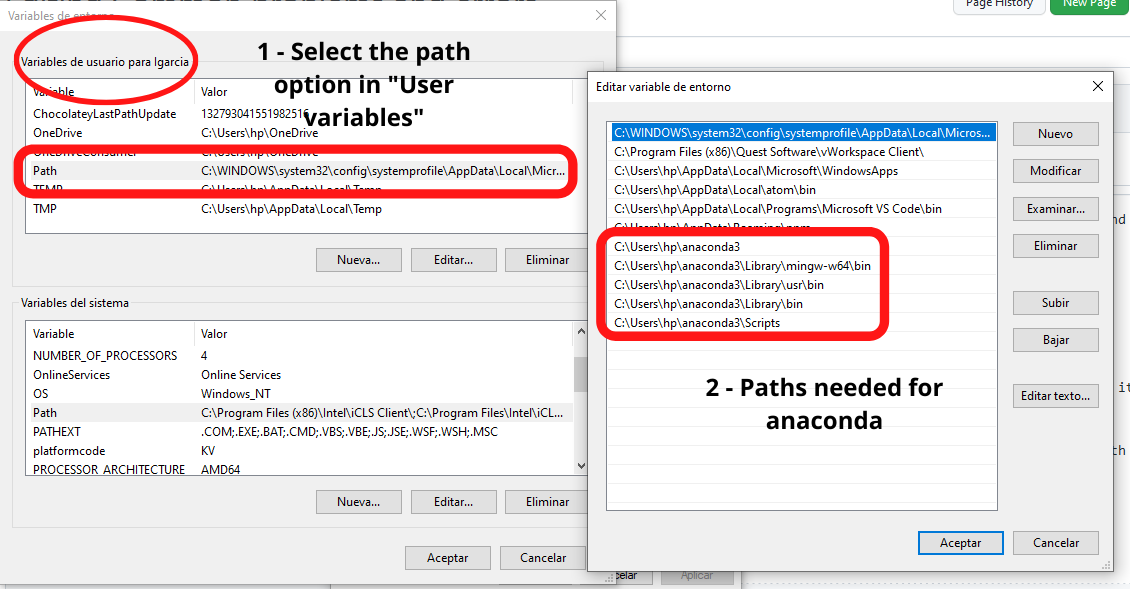 Page History
New Page
Variables de entorno
Variables de usuario para lgarcia
1 - Select the path
option in "User
variables"
Variable
Valor
ChocolateyLastPathUpdate
132793041551982516
OneDrive
C:\Users\hp\OneDrive
OneDriveConsumer
C:\Users\hp\OneDrive
Path
C:\WINDOWS\system32\config\systemprofile\AppData\Local\Micr...
TEMP
C:\Users\hp\AppData\Local\Temp
TMP
C:\Users\hp\AppData\Local\Temp
Nueva...
Editar...
Eliminar
Variables del sistema
Variable
Valor
NUMBER_OF_PROCESSORS
4
OnlineServices
Online Services
OS
Windows_NT
Path
C:\Program Files (x86)\Intel\iCLS Client\;C:\Program Files\Intel\iCL...
PATHEXT
.COM;.EXE;.BAT;.CMD;.VBS;.VBE;.JS;.JSE;.WSF;.WSH;.MSC
platformcode
KV
PROCESSOR_ARCHITECTURE
AMD64
Nueva...
Editar...
Eliminar
Aceptar
Cancelar
Editar variable de entorno
C:\WINDOWS\system32\config\systemprofile\AppData\Local\Micros...
C:\Program Files (x86)\Quest Software\vWorkspace Client\
C:\Users\hp\AppData\Local\Microsoft\WindowsApps
C:\Users\hp\AppData\Local\atom\bin
C:\Users\hp\AppData\Local\Programs\Microsoft VS Code\bin
C:\Users\hp\AppData\Roaming\npm
C:\Users\hp\anaconda3
C:\Users\hp\anaconda3\Library\mingw-w64\bin
C:\Users\hp\anaconda3\Library\usr\bin
C:\Users\hp\anaconda3\Library\bin
C:\Users\hp\anaconda3\Scripts
2 - Paths needed for
anaconda
Nuevo
Modificar
Examinar...
Eliminar
Subir
Bajar
Editar texto...
Aceptar
Cancelar
celar
Aplicar
nd
it
th